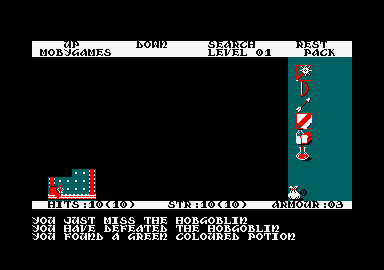 UP DOWN SEARCH REST
MOBYGAMES LEVEL 01 PACK
HITS:10(10) STR:10(10) ARMOUR:03
YOU JUST MISS THE HOBGOBLIN
YOU HAVE DEFEATED THE HOBGOBLIN
YOU FOUND A GREEN COLOURED POTION